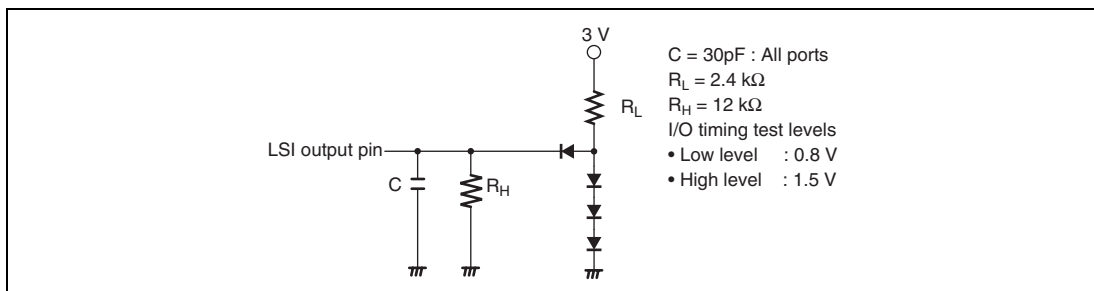 3 V
C = 30pF : All ports
R_L = 2.4 kΩ
R_H = 12 kΩ
I/O timing test levels
• Low level : 0.8 V
• High level : 1.5 V
R_L
LSI output pin
C
R_H